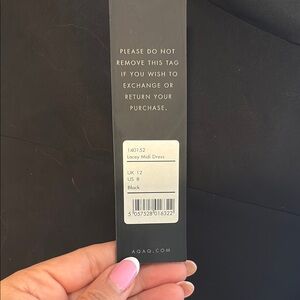 PLEASE DO NOT
REMOVE THIS TAG
IF YOU WISH TO
EXCHANGE OR
RETURN YOUR
PURCHASE.
140152
Lacey Midi Dress
UK 12
US 8
Black
5 057528 016322
AQAQ.COM